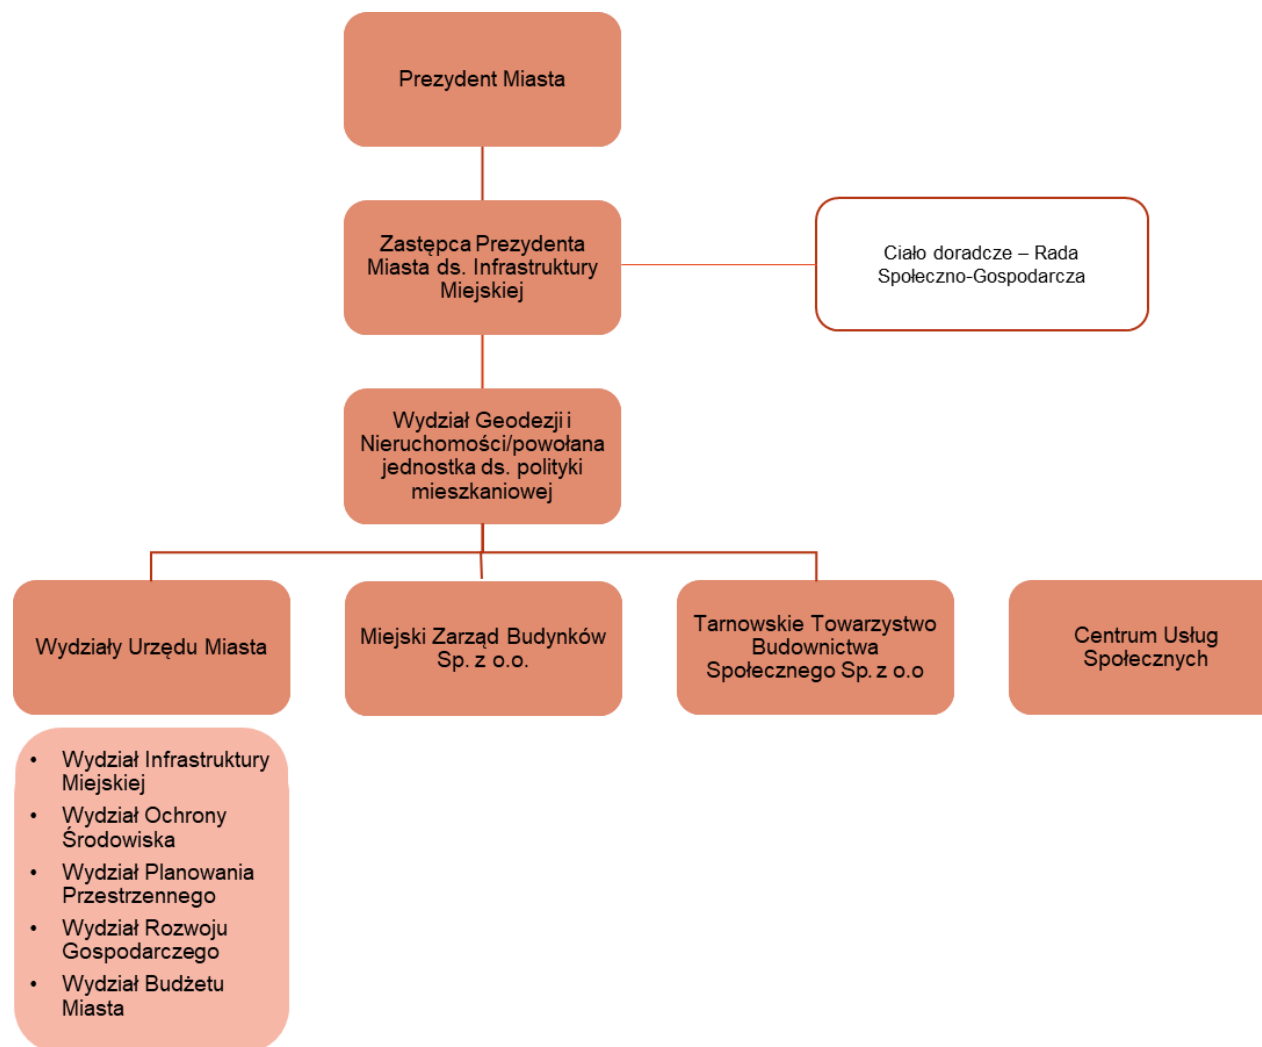 Prezydent Miasta
Zastępca Prezydenta
Miasta ds. Infrastruktury
Miejskiej
Ciało doradcze – Rada
Społeczno-Gospodarcza
Wydział Geodezji i
Nieruchomości/powołana
jednostka ds. polityki
mieszkaniowej
Wydziały Urzędu Miasta
Miejski Zarząd Budynków
Sp. z o.o.
Tarnowskie Towarzystwo
Budownictwa
Społecznego Sp. z o.o
Centrum Usług
Społecznych
• Wydział Infrastruktury
Miejskiej
• Wydział Ochrony
Środowiska
• Wydział Planowania
Przestrzennego
• Wydział Rozwoju
Gospodarczego
• Wydział Budżetu
Miasta